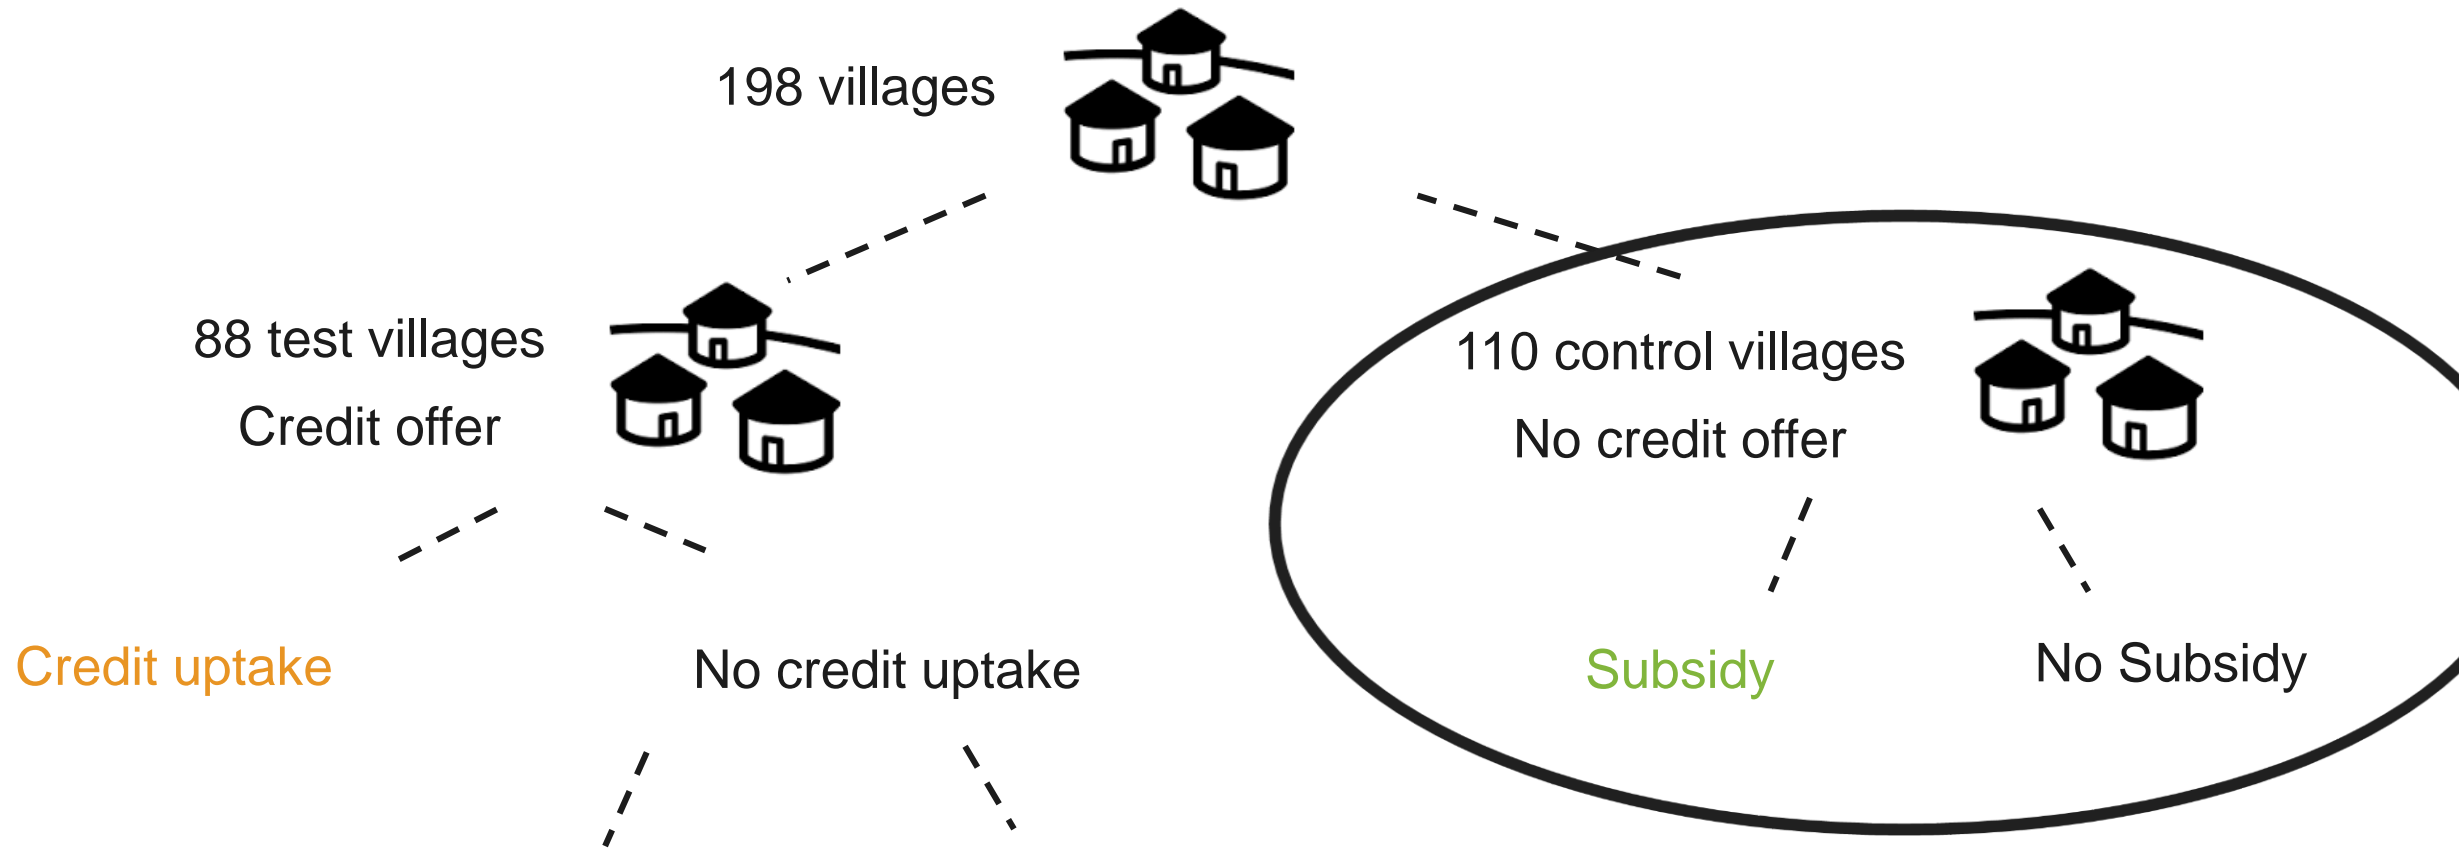 198 villages
88 test villages
Credit offer
110 control villages
No credit offer
Credit uptake
No credit uptake
Subsidy
No Subsidy